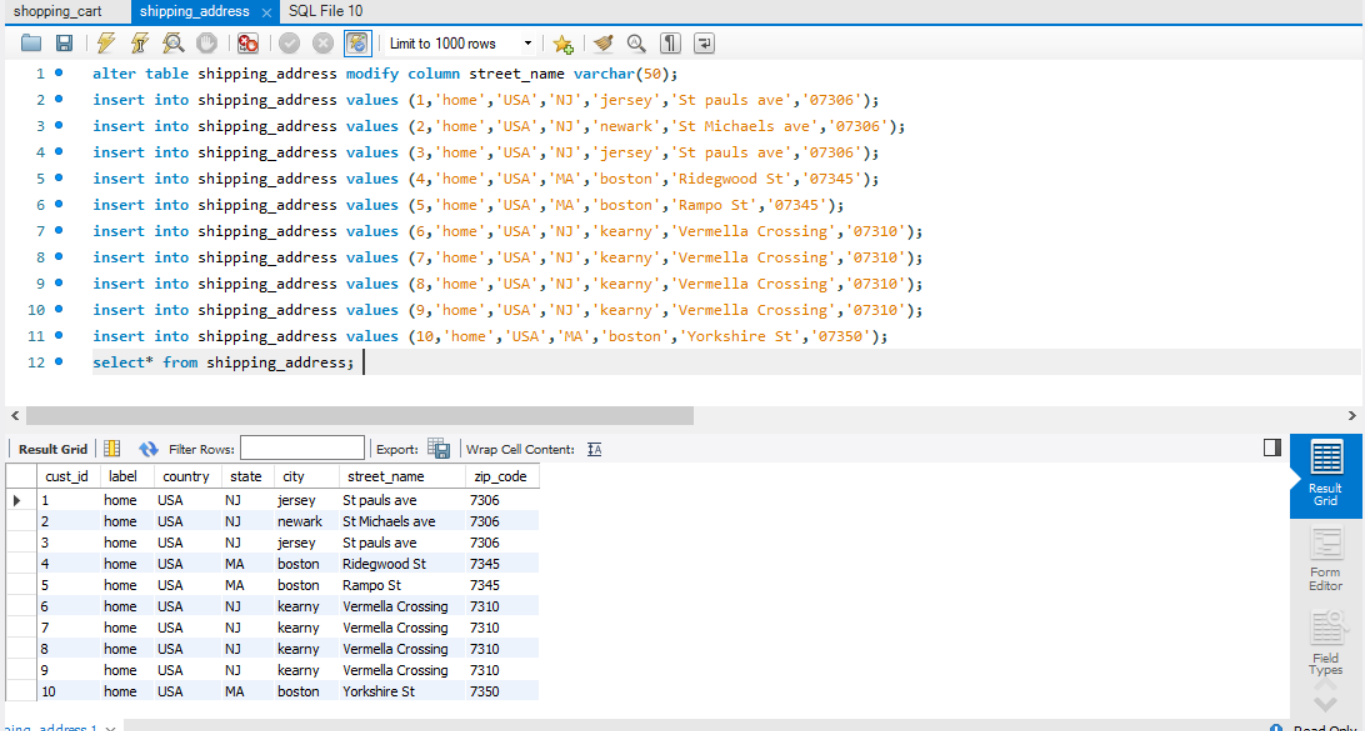 shopping_cart shipping_address × SQL File 10
Limit to 1000 rows
1 alter table shipping_address modify column street_name varchar(50);
2 insert into shipping_address values (1,'home','USA','NJ','jersey','St pauls ave','07306');
3 insert into shipping_address values (2,'home','USA','NJ','newark','St Michaels ave','07306');
4 insert into shipping_address values (3,'home','USA','NJ','jersey','St pauls ave','07306');
5 insert into shipping_address values (4,'home','USA','MA','boston','Ridegwood St','07345');
6 insert into shipping_address values (5,'home','USA','MA','boston','Rampo St','07345');
7 insert into shipping_address values (6,'home','USA','NJ','kearny','Vermella Crossing','07310');
8 insert into shipping_address values (7,'home','USA','NJ','kearny','Vermella Crossing','07310');
9 insert into shipping_address values (8,'home','USA','NJ','kearny','Vermella Crossing','07310');
10 insert into shipping_address values (9,'home','USA','NJ','kearny','Vermella Crossing','07310');
11 insert into shipping_address values (10,'home','USA','MA','boston','Yorkshire St','07350');
12 select* from shipping_address;
Result Grid Filter Rows: Export: Wrap Cell Content:
cust_id label country state city street_name zip_code
1 home USA NJ jersey St pauls ave 7306
2 home USA NJ newark St Michaels ave 7306
3 home USA NJ jersey St pauls ave 7306
4 home USA MA boston Ridegwood St 7345
5 home USA MA boston Rampo St 7345
6 home USA NJ kearny Vermella Crossing 7310
7 home USA NJ kearny Vermella Crossing 7310
8 home USA NJ kearny Vermella Crossing 7310
9 home USA NJ kearny Vermella Crossing 7310
10 home USA MA boston Yorkshire St 7350
Result
Grid
Form
Editor
Field
Types
ping_address 1 × Read Only